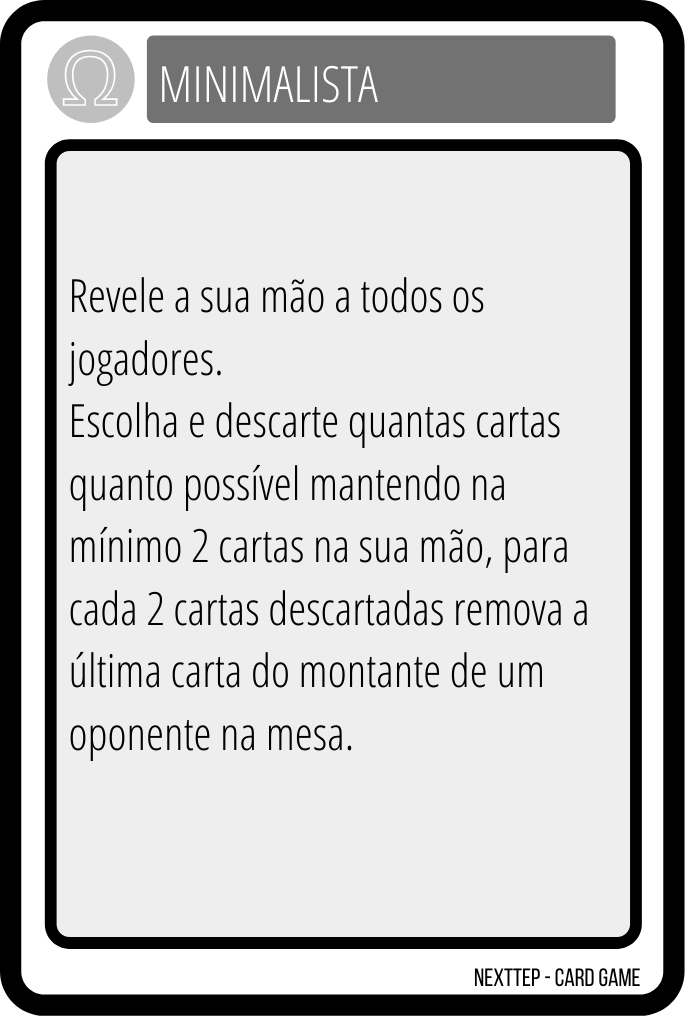 Ω
MINIMALISTA
Revele a sua mão a todos os
jogadores.
Escolha e descarte quantas cartas
quanto possível mantendo na
mínimo 2 cartas na sua mão, para
cada 2 cartas descartadas remova a
última carta do montante de um
oponente na mesa.
NEXTTEP - CARD GAME